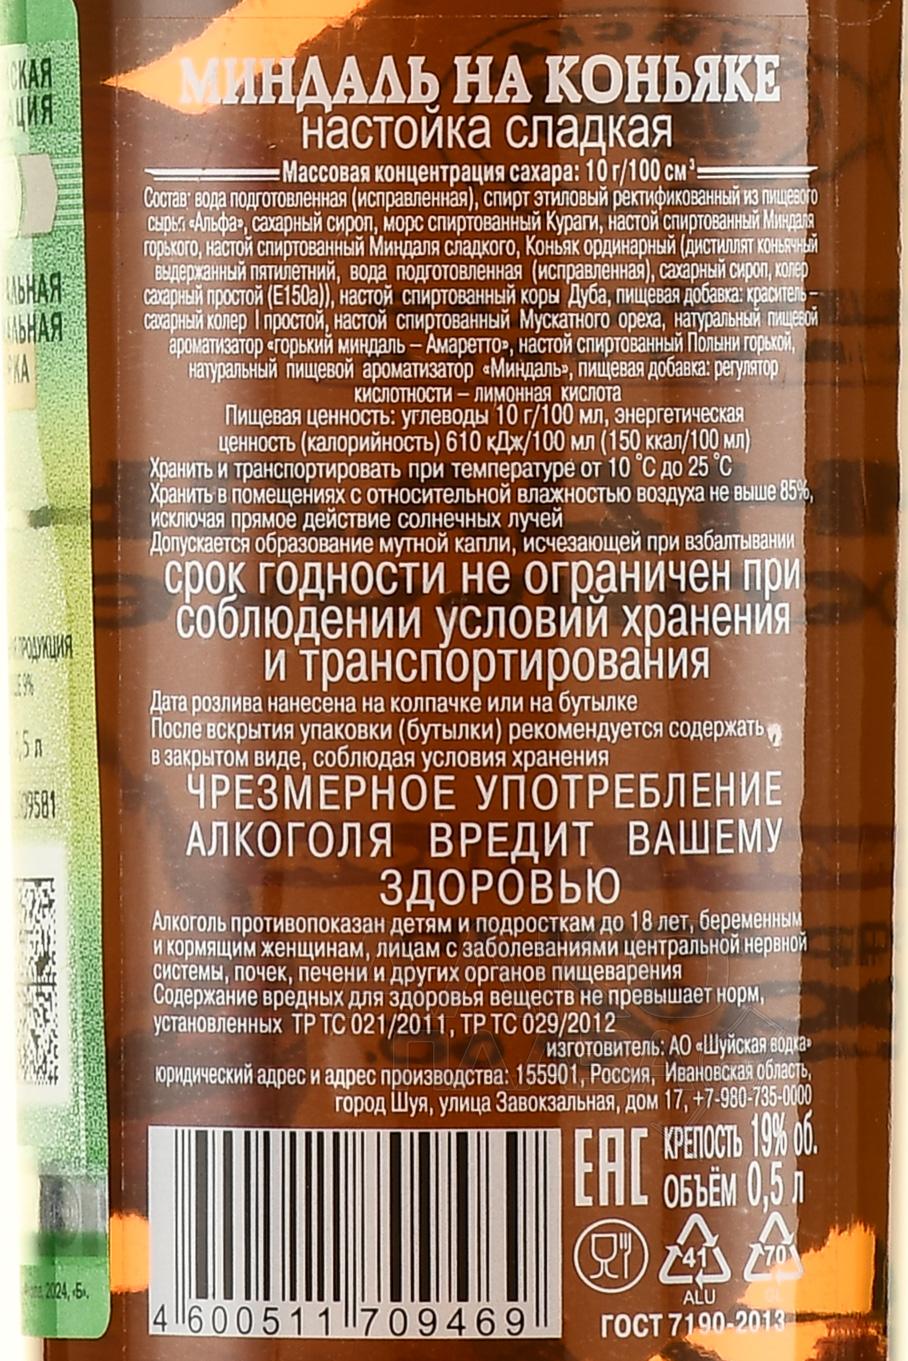 МИНДАЛЬ НА КОНЬЯКЕ
НАСТОЙКА СЛАДКАЯ
Массовая концентрация сахара: 10 г/100 см³
Состав: вода подготовленная (исправленная), спирт этиловый ректификованный из пищевого
сырья «Альфа», сахарный сироп, морс спиртованный Кураги, настой спиртованный Миндаля
горького, настой спиртованный Миндаля сладкого, Коньяк ординарный (дистиллят коньячный
выдержанный пятилетний, вода подготовленная (исправленная), сахарный сироп, колер
сахарный простой (Е150а)), настой спиртованный коры Дуба, пищевая добавка: краситель –
сахарный колер I простой, настой спиртованный Мускатного ореха, натуральный пищевой
ароматизатор «горький миндаль – Амаретто», настой спиртованный Полыни горькой,
натуральный пищевой ароматизатор «Миндаль», пищевая добавка: регулятор
кислотности – лимонная кислота
Пищевая ценность: углеводы 10 г/100 мл, энергетическая
ценность (калорийность) 610 кДж/100 мл (150 ккал/100 мл)
Хранить и транспортировать при температуре от 10 °С до 25 °С
Хранить в помещениях с относительной влажностью воздуха не выше 85%,
исключая прямое действие солнечных лучей
Допускается образование мутной капли, исчезающей при взбалтывании
СРОК ГОДНОСТИ НЕ ОГРАНИЧЕН ПРИ
СОБЛЮДЕНИИ УСЛОВИЙ ХРАНЕНИЯ
И ТРАНСПОРТИРОВАНИЯ
Дата розлива нанесена на колпачке или на бутылке
После вскрытия упаковки (бутылки) рекомендуется содержать
в закрытом виде, соблюдая условия хранения
ЧРЕЗМЕРНОЕ УПОТРЕБЛЕНИЕ
АЛКОГОЛЯ ВРЕДИТ ВАШЕМУ
ЗДОРОВЬЮ
Алкоголь противопоказан детям и подросткам до 18 лет, беременным
и кормящим женщинам, лицам с заболеваниями центральной нервной
системы, почек, печени и других органов пищеварения
Содержание вредных для здоровья веществ не превышает норм,
установленных ТР ТС 021/2011, ТР ТС 029/2012
изготовитель: АО «Шуйская водка»
юридический адрес и адрес производства: 155901, Россия, Ивановская область,
город Шуя, улица Завокзальная, дом 17, +7-980-735-0000
EAC
КРЕПОСТЬ 19% об.
ОБЪЁМ 0,5 л
41
ALU
70
GL
ГОСТ 7190-2013
4 600511 709469